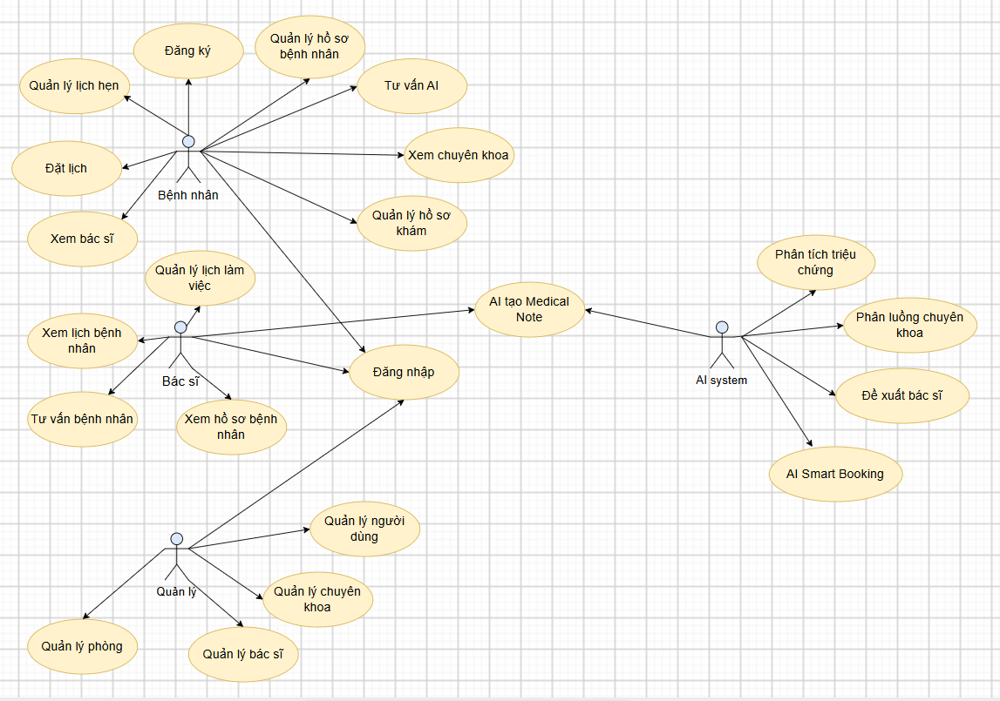 Quản lý hồ sơ
bệnh nhân
Đăng ký
Quản lý lịch hẹn
Tư vấn AI
Xem chuyên khoa
Đặt lịch
Bệnh nhân
Quản lý hồ sơ
khám
Xem bác sĩ
Quản lý lịch làm
việc
Phân tích triệu
chứng
AI tạo Medical
Note
Phân luồng chuyên
khoa
Xem lịch bệnh
nhân
Bác sĩ
Đăng nhập
AI system
Đề xuất bác sĩ
Tư vấn bệnh nhân
Xem hồ sơ bệnh
nhân
AI Smart Booking
Quản lý người
dùng
Quản lý
Quản lý chuyên
khoa
Quản lý phòng
Quản lý bác sĩ